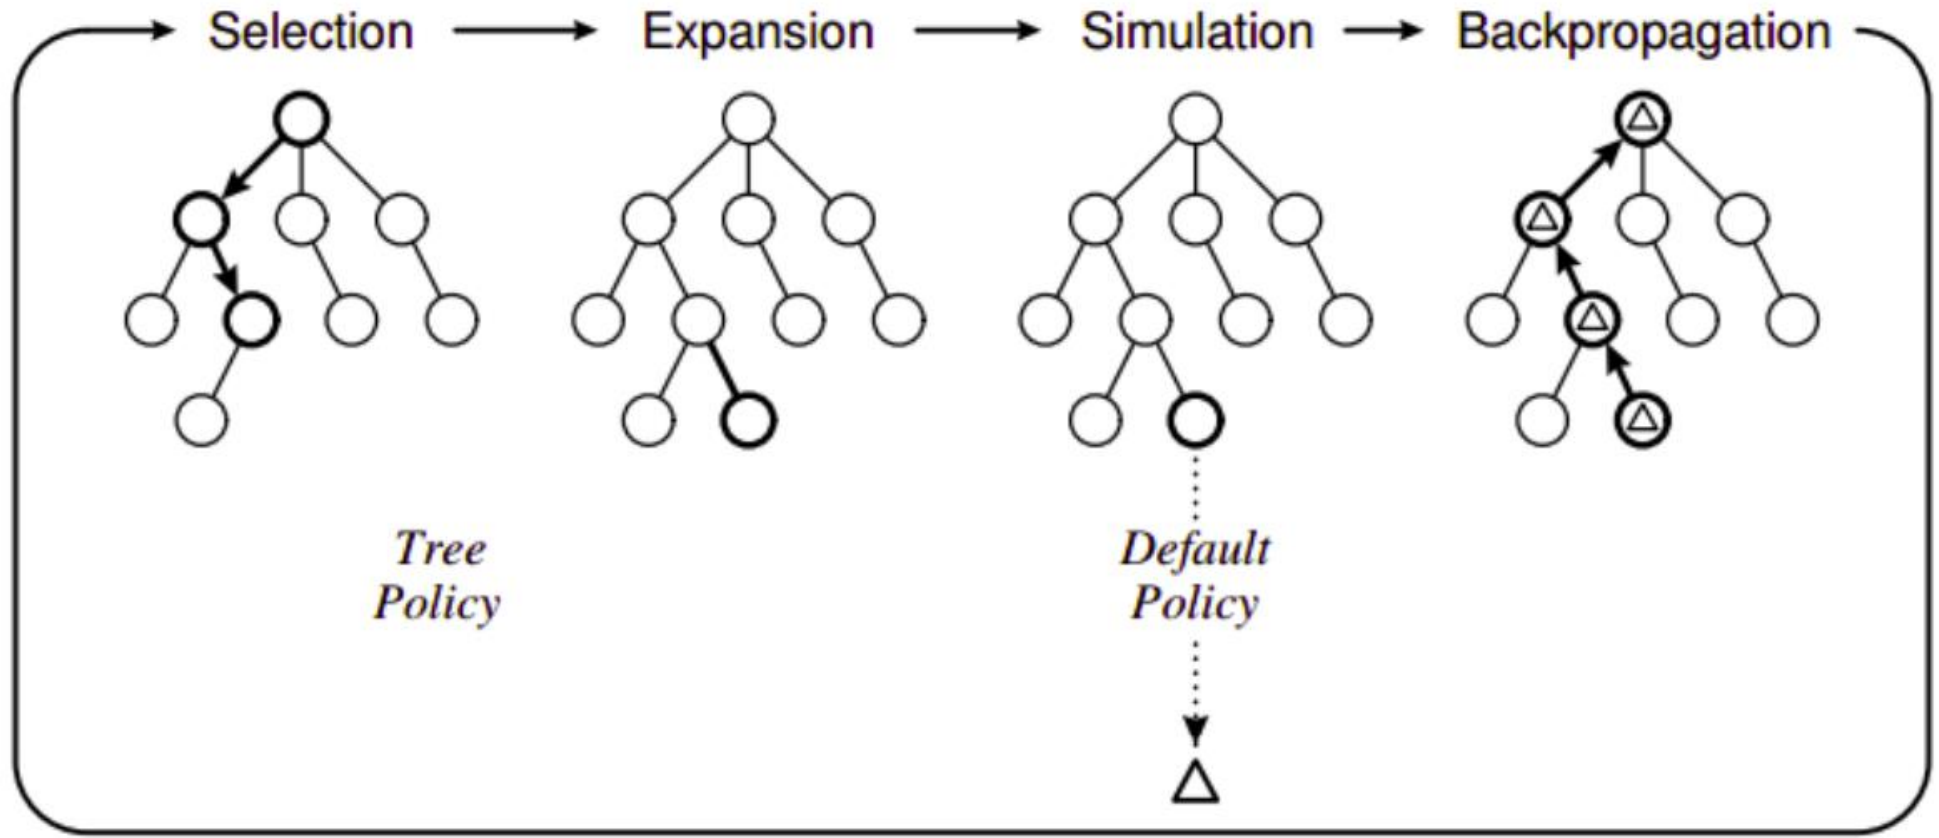 Selection
Expansion
Simulation
Backpropagation
Tree
Policy
Default
Policy